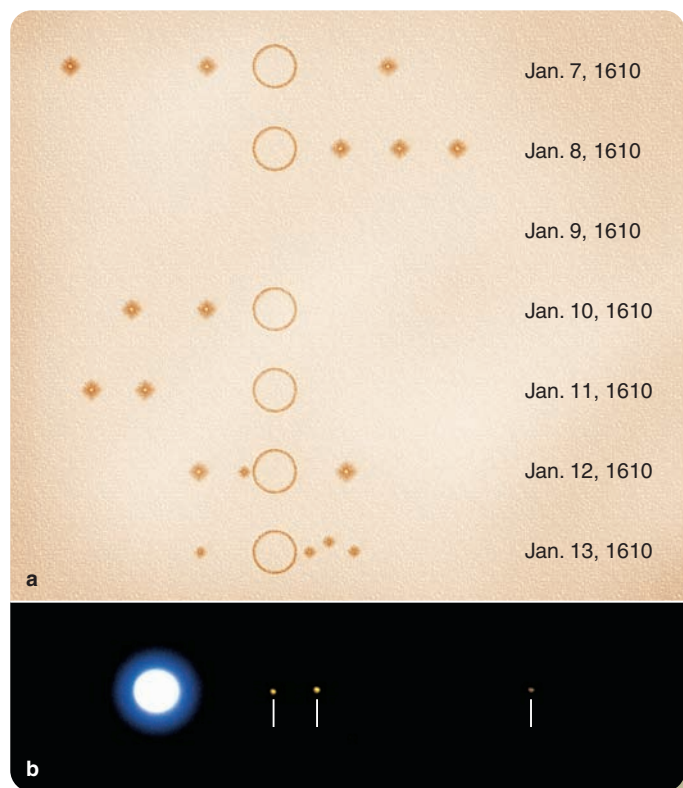 Jan. 7, 1610
Jan. 8, 1610
Jan. 9, 1610
Jan. 10, 1610
Jan. 11, 1610
Jan. 12, 1610
Jan. 13, 1610
a
b